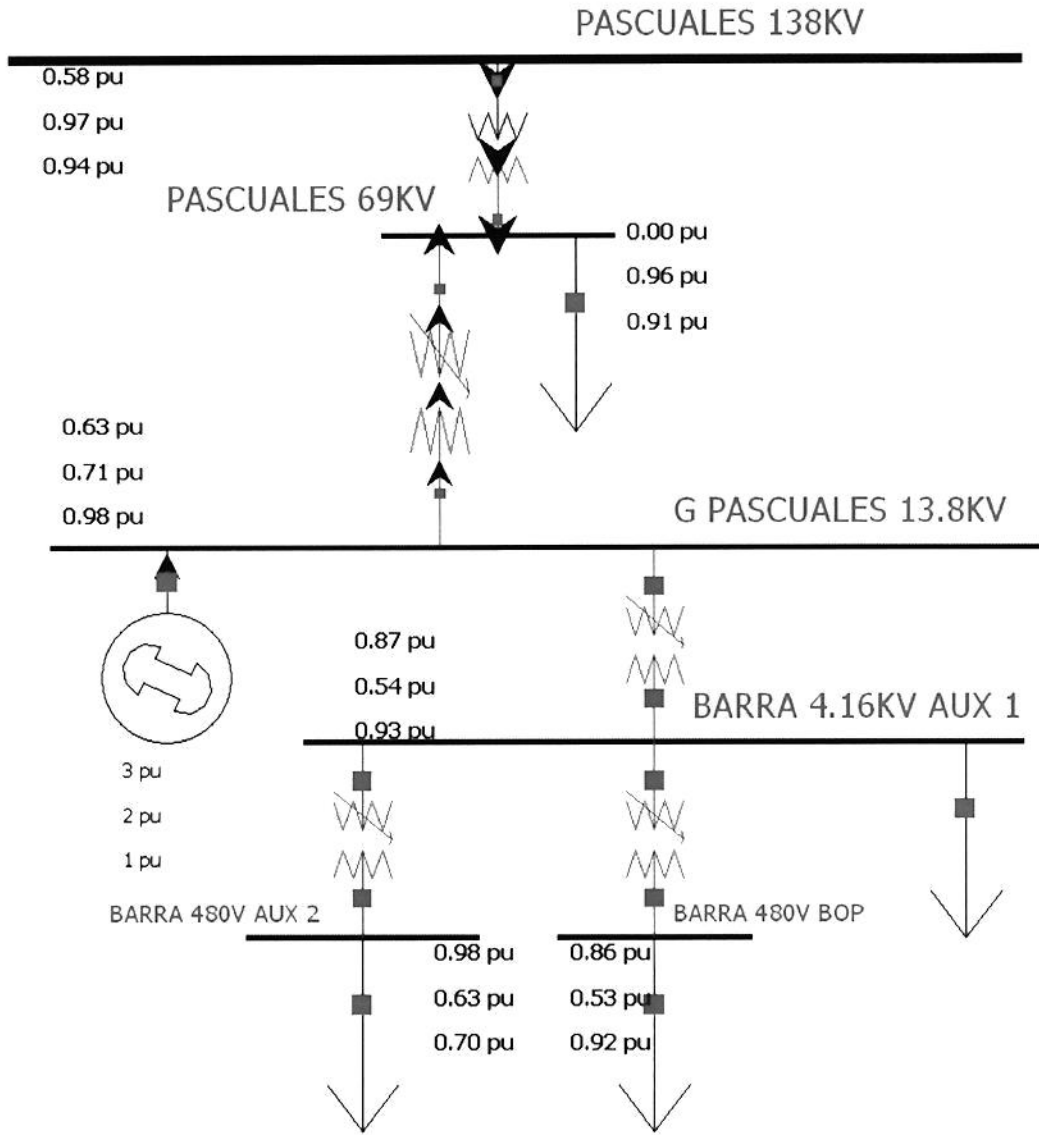 PASCUALES 138KV
0.58 pu
0.97 pu
0.94 pu
PASCUALES 69KV
0.00 pu
0.96 pu
0.91 pu
0.63 pu
0.71 pu
0.98 pu
G PASCUALES 13.8KV
0.87 pu
0.54 pu
0.93 pu
BARRA 4.16KV AUX 1
3 pu
2 pu
1 pu
BARRA 480V AUX 2
BARRA 480V BOP
0.98 pu
0.63 pu
0.70 pu
0.86 pu
0.53 pu
0.92 pu